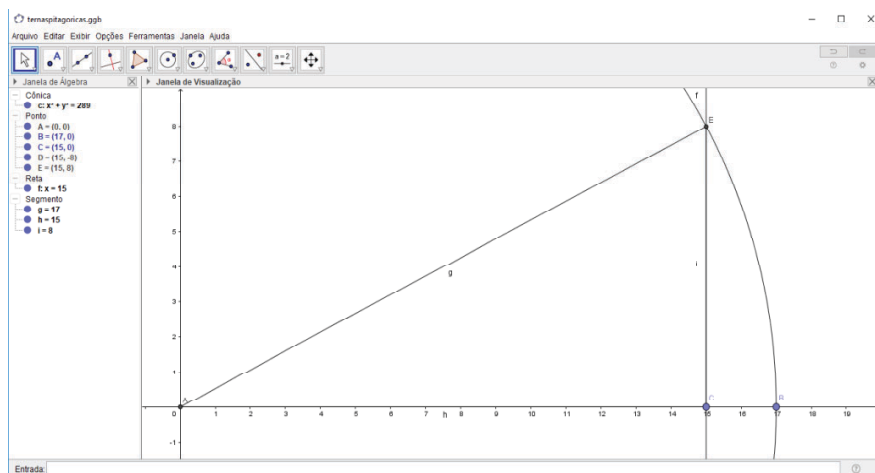 ternaspitagoricas.ggb
Arquivo Editar Exibir Opções Ferramentas Janela Ajuda
A
a=2
Janela de Álgebra
Janela de Visualização
Cônica
c: x² + y² = 289
Ponto
A = (0, 0)
B = (17, 0)
C = (15, 0)
D = (15, -8)
E = (15, 8)
Reta
f: x = 15
Segmento
g = 17
h = 15
i = 8
f
E
8
7
6
5
4
3
2
1
-1
g
i
A
C
B
0 1 2 3 4 5 6 7 h 8 9 10 11 12 13 14 15 16 17 18 19
Entrada: